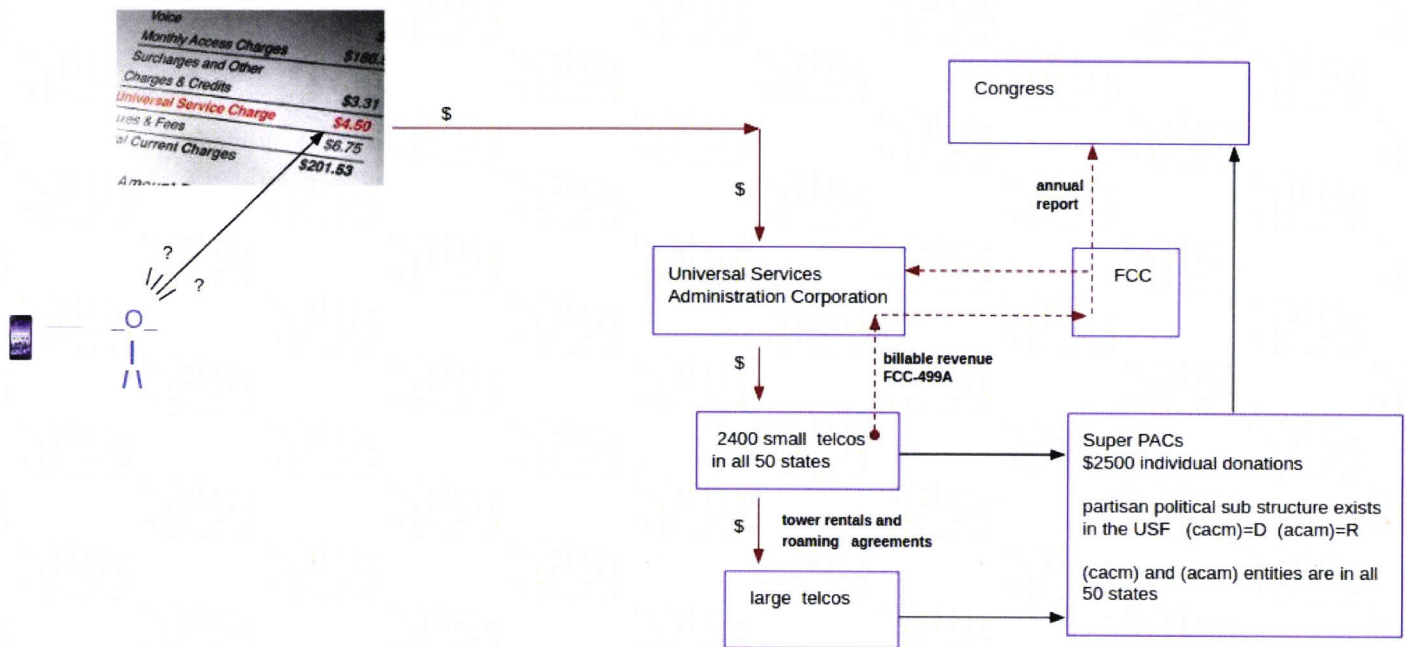 Voice
Monthly Access Charges
Surcharges and Other
Charges & Credits $3.31
Universal Service Charge $4.50
& Fees $6.75
Current Charges $201.53
$
Congress
$
annual
report
?
?
Universal Services
Administration Corporation
FCC
$
billable revenue
FCC-499A
2400 small telcos
in all 50 states
Super PACs
$2500 individual donations
partisan political sub structure exists
in the USF (cacm)=D (acam)=R
(cacm) and (acam) entities are in all
50 states
$
tower rentals and
roaming agreements
large telcos